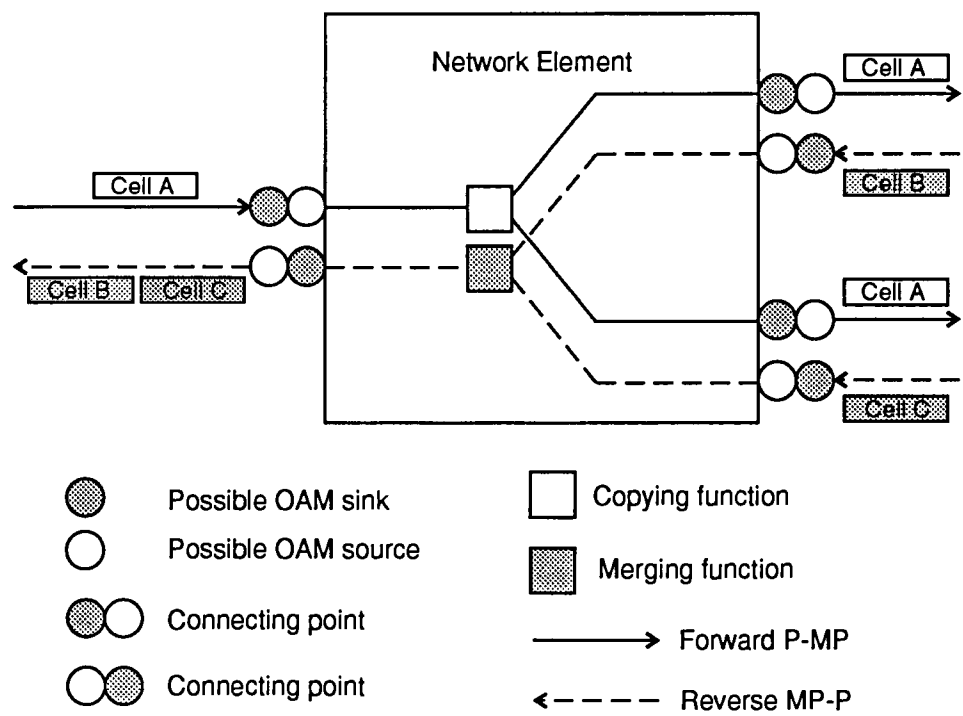 Network Element
Cell A
Cell A
Cell B
Cell A
Cell B
Cell C
Cell A
Cell C
Possible OAM sink
Possible OAM source
Connecting point
Connecting point
Copying function
Merging function
Forward P-MP
Reverse MP-P